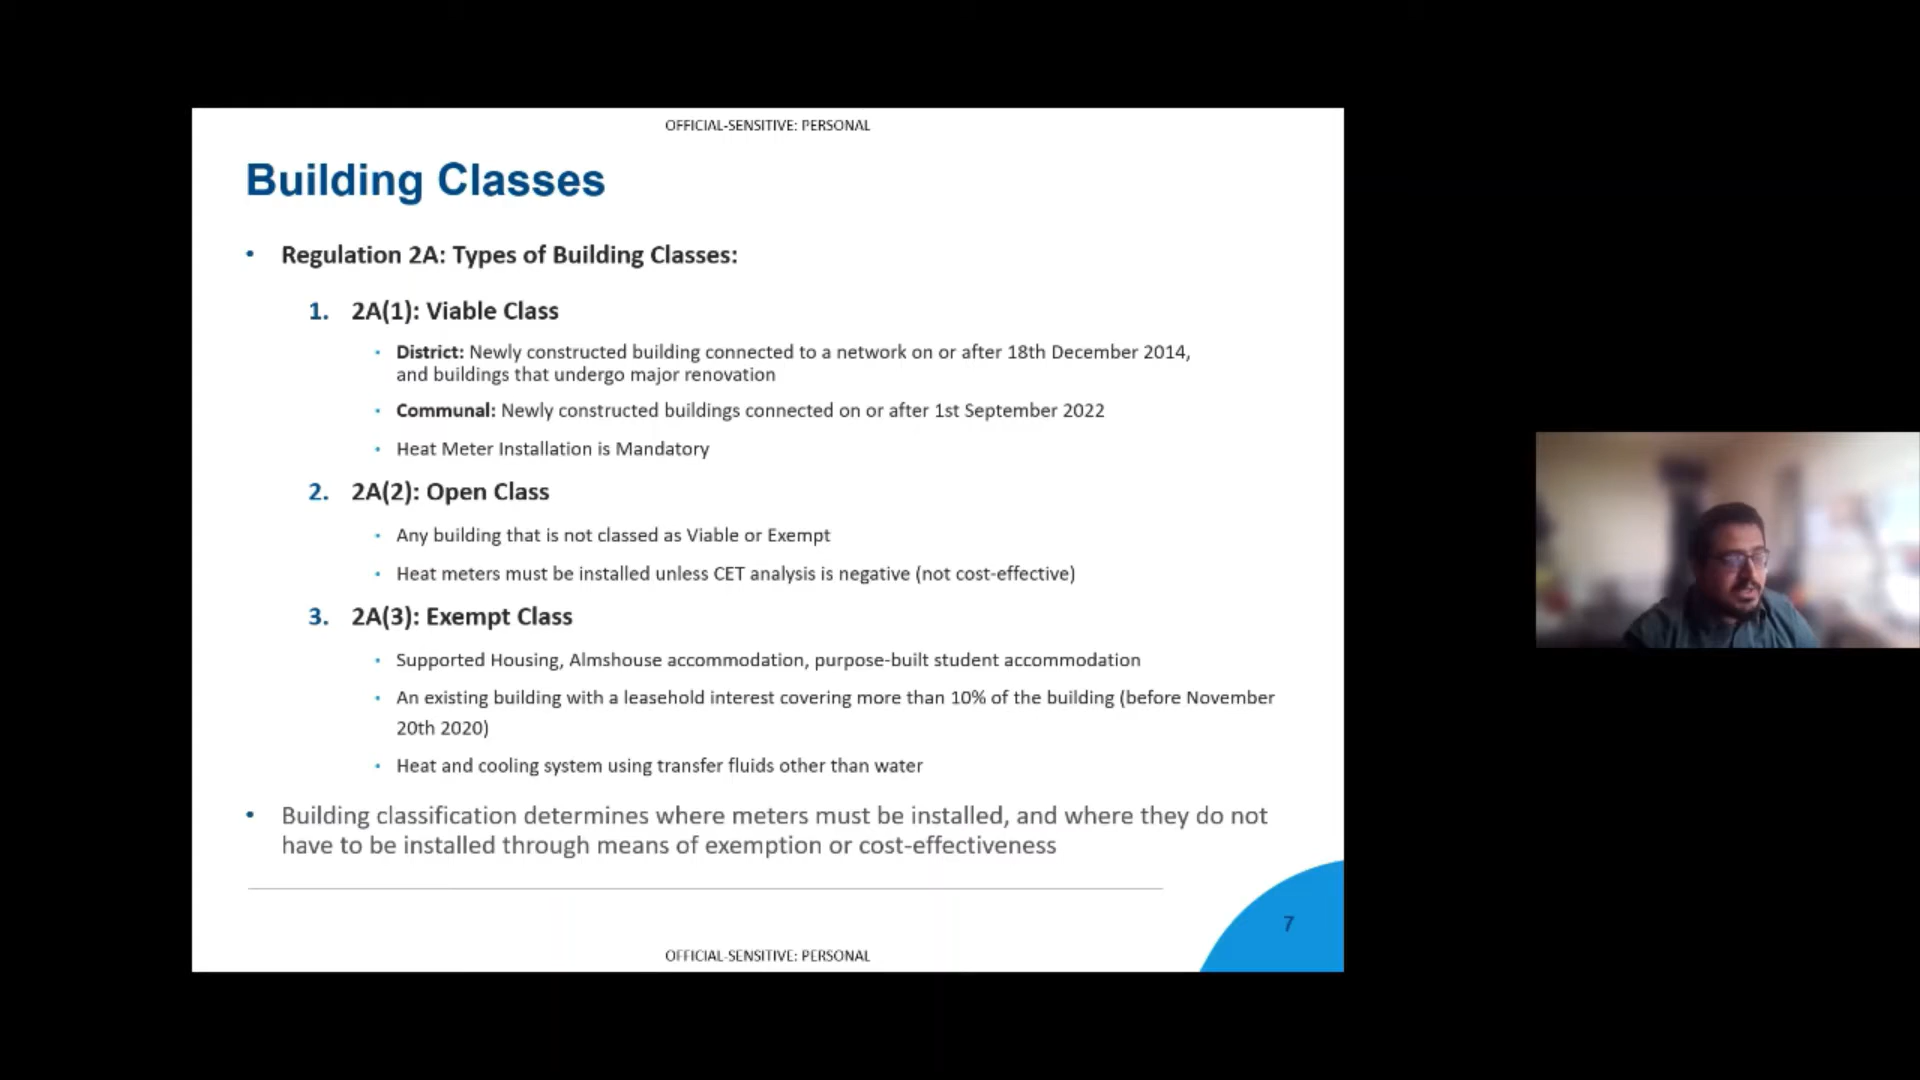 OFFICIAL-SENSITIVE: PERSONAL
Building Classes
• Regulation 2A: Types of Building Classes:
1. 2A(1): Viable Class
• District: Newly constructed building connected to a network on or after 18th December 2014,
and buildings that undergo major renovation
• Communal: Newly constructed buildings connected on or after 1st September 2022
• Heat Meter Installation is Mandatory
2. 2A(2): Open Class
• Any building that is not classed as Viable or Exempt
• Heat meters must be installed unless CET analysis is negative (not cost-effective)
3. 2A(3): Exempt Class
• Supported Housing, Almshouse accommodation, purpose-built student accommodation
• An existing building with a leasehold interest covering more than 10% of the building (before November
20th 2020)
• Heat and cooling system using transfer fluids other than water
• Building classification determines where meters must be installed, and where they do not
have to be installed through means of exemption or cost-effectiveness
7
OFFICIAL-SENSITIVE: PERSONAL